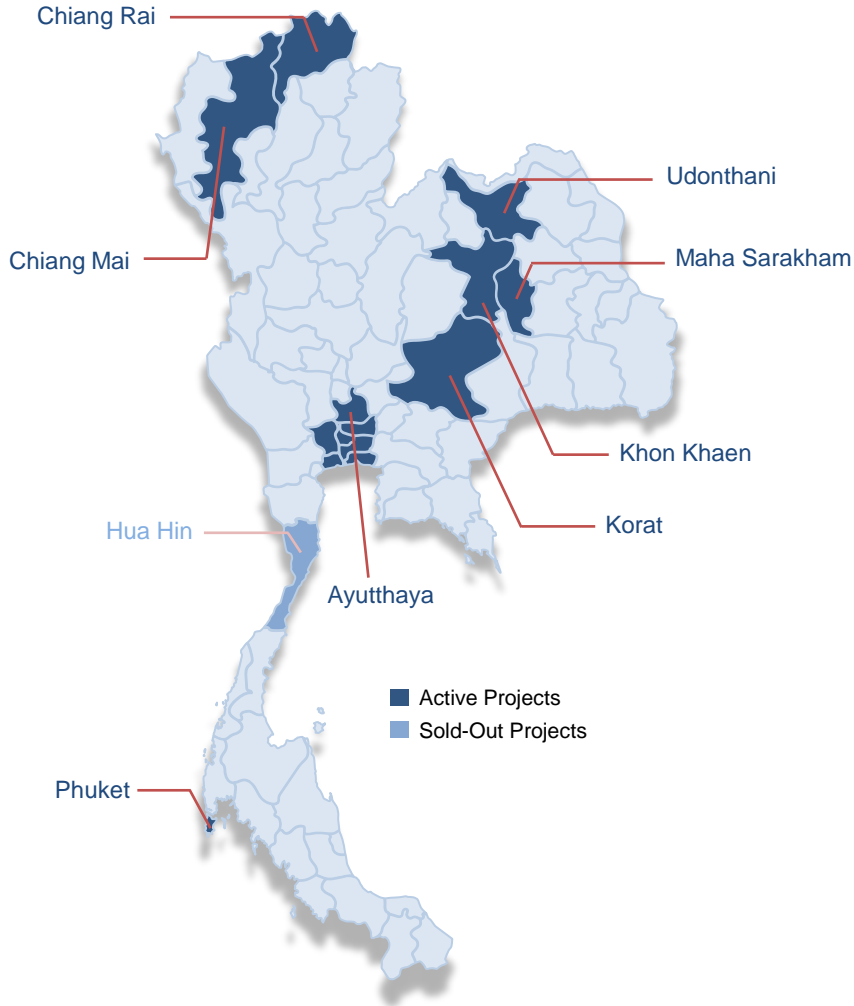 Chiang Rai
Udonthani
Chiang Mai
Maha Sarakham
Khon Khaen
Korat
Hua Hin
Ayutthaya
Active Projects
Sold-Out Projects
Phuket